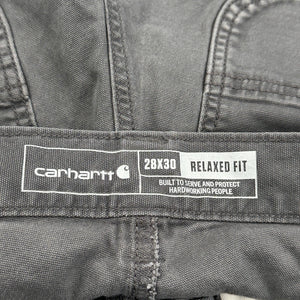 carhartt
28X30
RELAXED FIT
BUILT TO SERVE AND PROTECT
HARDWORKING PEOPLE